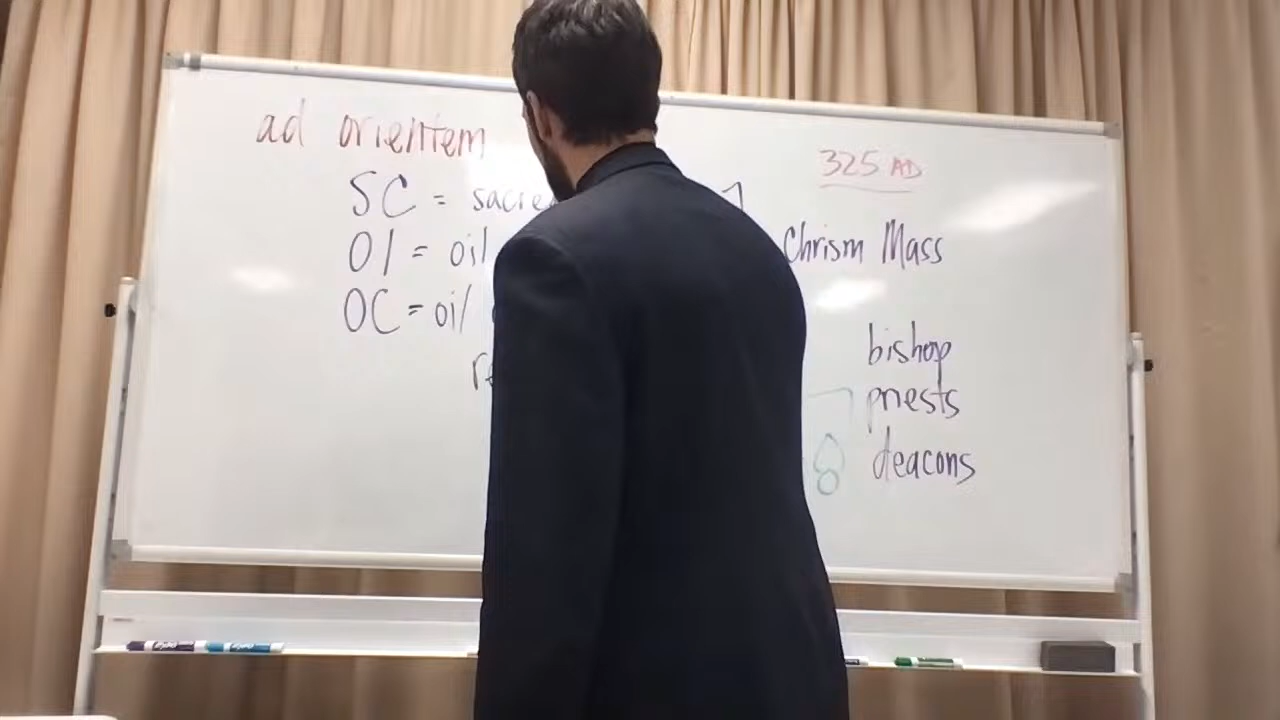 ad orientem
325 AD
SC = sacre
OI = oil
Chrism Mass
OC = oil
bishop
priests
deacons